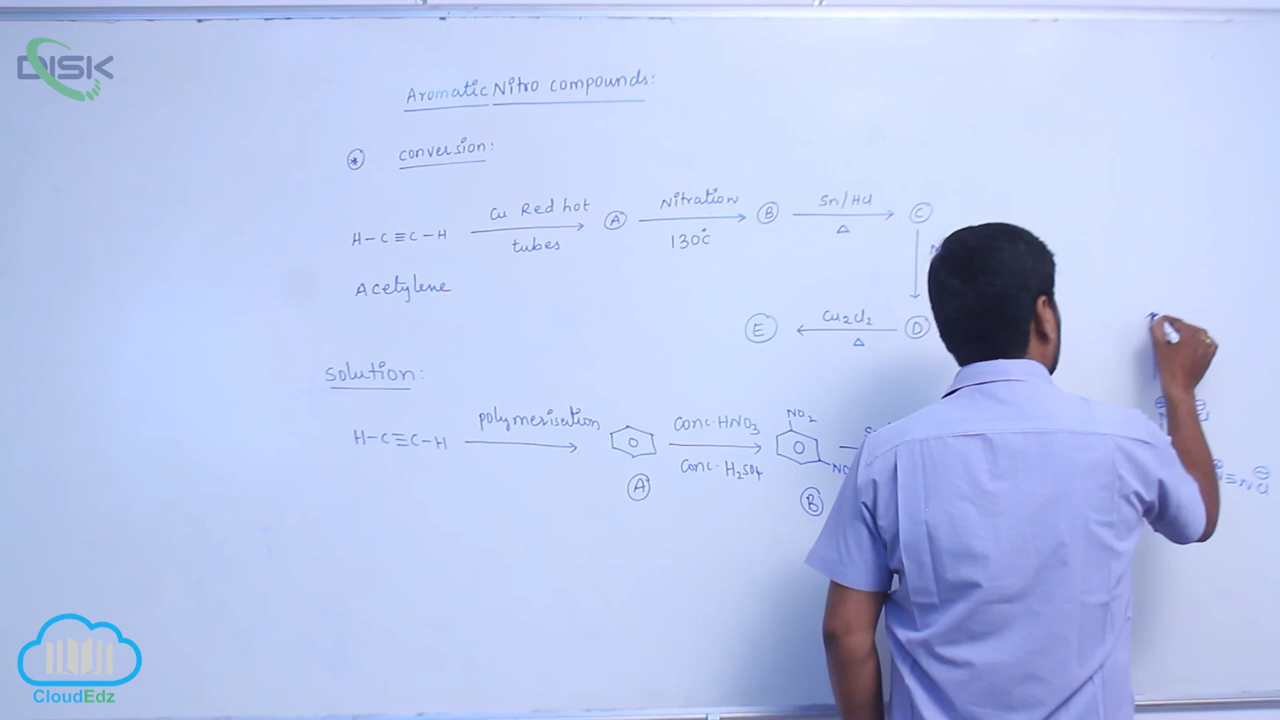 DISK
Aromatic Nitro compounds:
* conversion:
H-C≡C-H Cu Red hot tubes A Nitration 130°C B Sn/HCl △ C
Acetylene
E Cu2Cl2 △ D
Solution:
H-C≡C-H polymerisation A Conc. HNO3 Conc. H2SO4 NO2 B
N≡N Cl
CloudEdz